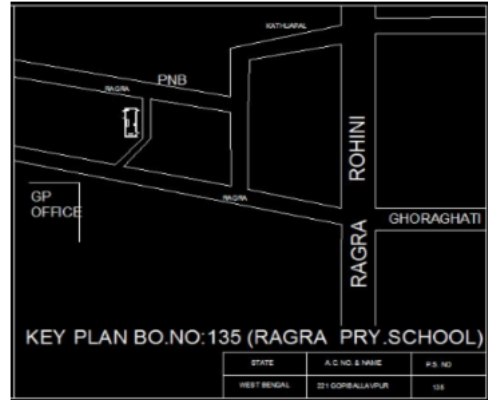 KATHUAPAL
PNB
RAGRA
ROHINI
GP
OFFICE
RAGRA
GHORAGHATI
RAGRA
KEY PLAN BO.NO:135 (RAGRA PRY.SCHOOL)
STATE A.C.NO. & NAME P.S. NO
WEST BENGAL 221 GOPIBALLAVPUR 135